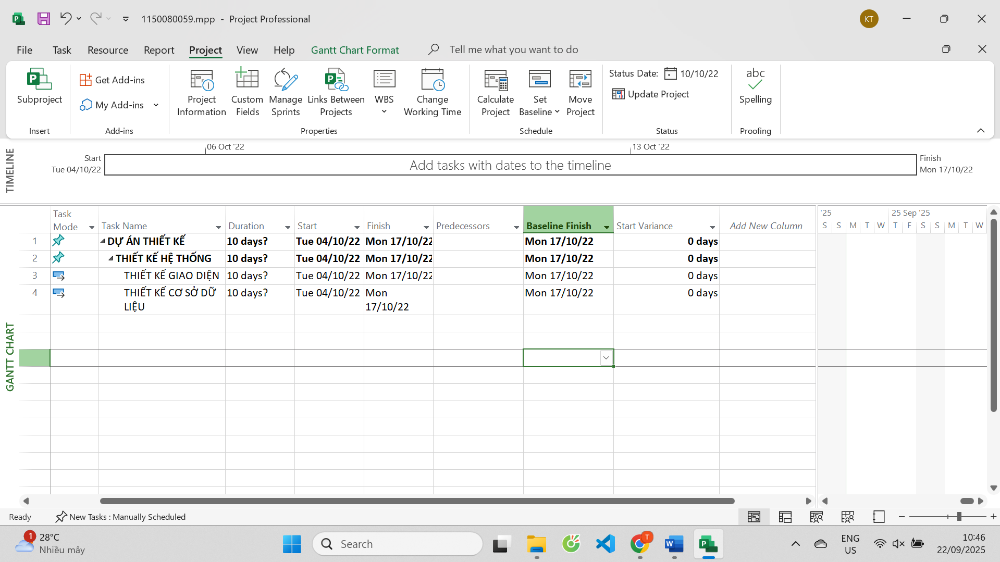 1150080059.mpp - Project Professional
KT
File Task Resource Report Project View Help Gantt Chart Format Tell me what you want to do
Subproject
Insert
Get Add-ins
My Add-ins
Add-ins
Project Information
Custom Fields
Manage Sprints
Links Between Projects
WBS
Change Working Time
Properties
Calculate Project
Set Baseline
Move Project
Schedule
Status Date: 10/10/22
Update Project
Status
abc
Spelling
Proofing
TIMELINE
06 Oct '22 13 Oct '22
Start
Tue 04/10/22
Add tasks with dates to the timeline
Finish
Mon 17/10/22
GANTT CHART
Task Mode Task Name Duration Start Finish Predecessors Baseline Finish Start Variance Add New Column
'25 25 Sep '25
S S M T W T F S S M T W
1 DỰ ÁN THIẾT KẾ 10 days? Tue 04/10/22 Mon 17/10/22 Mon 17/10/22 0 days
2 THIẾT KẾ HỆ THỐNG 10 days? Tue 04/10/22 Mon 17/10/22 Mon 17/10/22 0 days
3 THIẾT KẾ GIAO DIỆN 10 days? Tue 04/10/22 Mon 17/10/22 Mon 17/10/22 0 days
4 THIẾT KẾ CƠ SỞ DỮ LIỆU 10 days? Tue 04/10/22 Mon 17/10/22 Mon 17/10/22 0 days
Ready New Tasks : Manually Scheduled
1
28°C
Nhiều mây
Search
T
ENG
US
10:46
22/09/2025